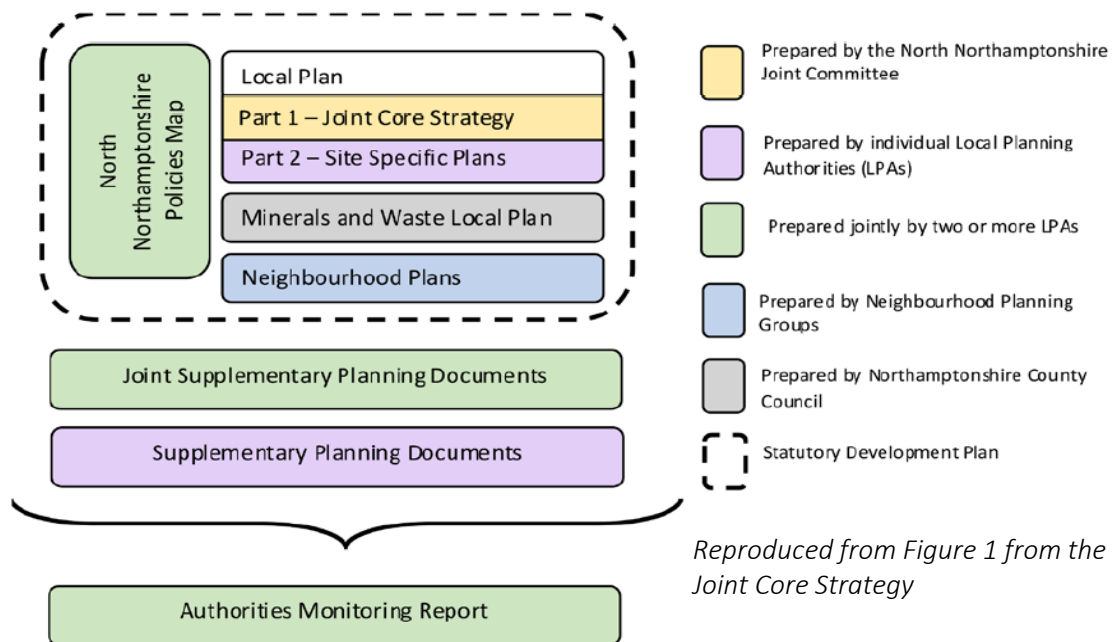 North
Northamptonshire
Policies Map
Local Plan
Part 1 – Joint Core Strategy
Part 2 – Site Specific Plans
Minerals and Waste Local Plan
Neighbourhood Plans
Joint Supplementary Planning Documents
Supplementary Planning Documents
Authorities Monitoring Report
Prepared by the North Northamptonshire
Joint Committee
Prepared by individual Local Planning
Authorities (LPAs)
Prepared jointly by two or more LPAs
Prepared by Neighbourhood Planning
Groups
Prepared by Northamptonshire County
Council
Statutory Development Plan
Reproduced from Figure 1 from the
Joint Core Strategy